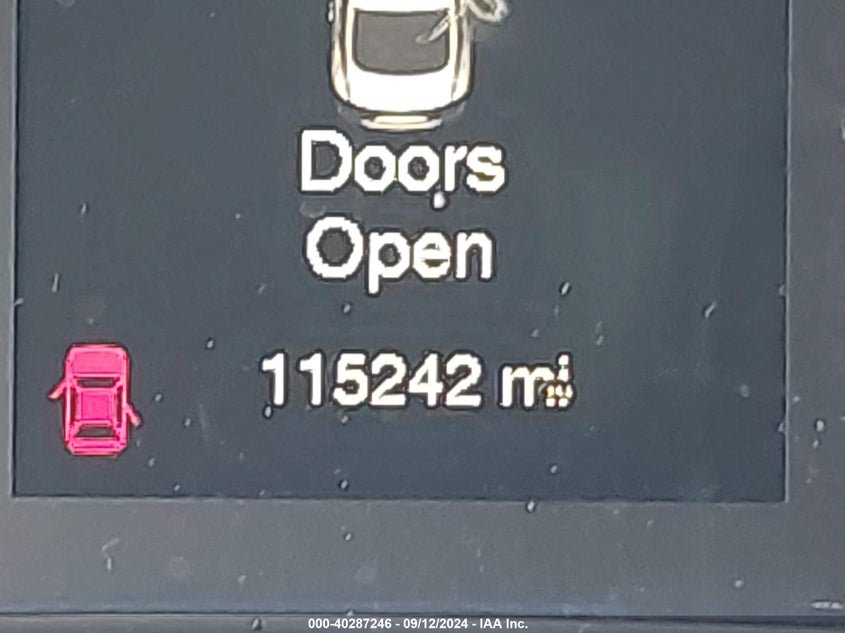 Doors
Open
115242 mi
000-40287246 - 09/12/2024 - IAA Inc.